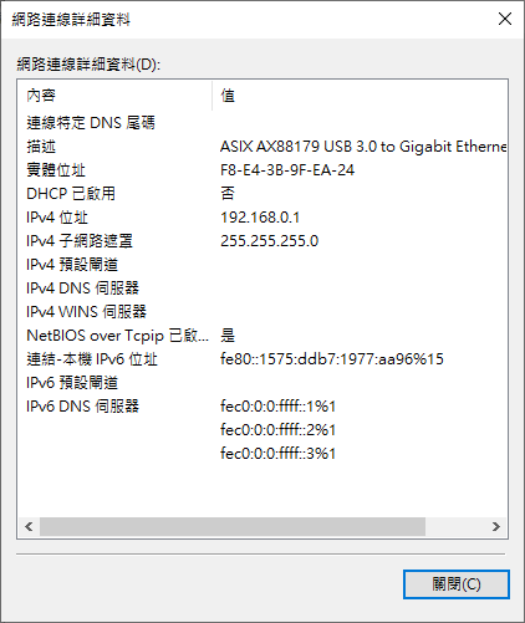 網路連線詳細資料
網路連線詳細資料(D):
內容 值
連線特定 DNS 尾碼
描述 ASIX AX88179 USB 3.0 to Gigabit Etherne
實體位址 F8-E4-3B-9F-EA-24
DHCP 已啟用 否
IPv4 位址 192.168.0.1
IPv4 子網路遮罩 255.255.255.0
IPv4 預設閘道
IPv4 DNS 伺服器
IPv4 WINS 伺服器
NetBIOS over Tcpip 已啟... 是
連結-本機 IPv6 位址 fe80::1575:ddb7:1977:aa96%15
IPv6 預設閘道
IPv6 DNS 伺服器 fec0:0:0:ffff::1%1
fec0:0:0:ffff::2%1
fec0:0:0:ffff::3%1
關閉(C)